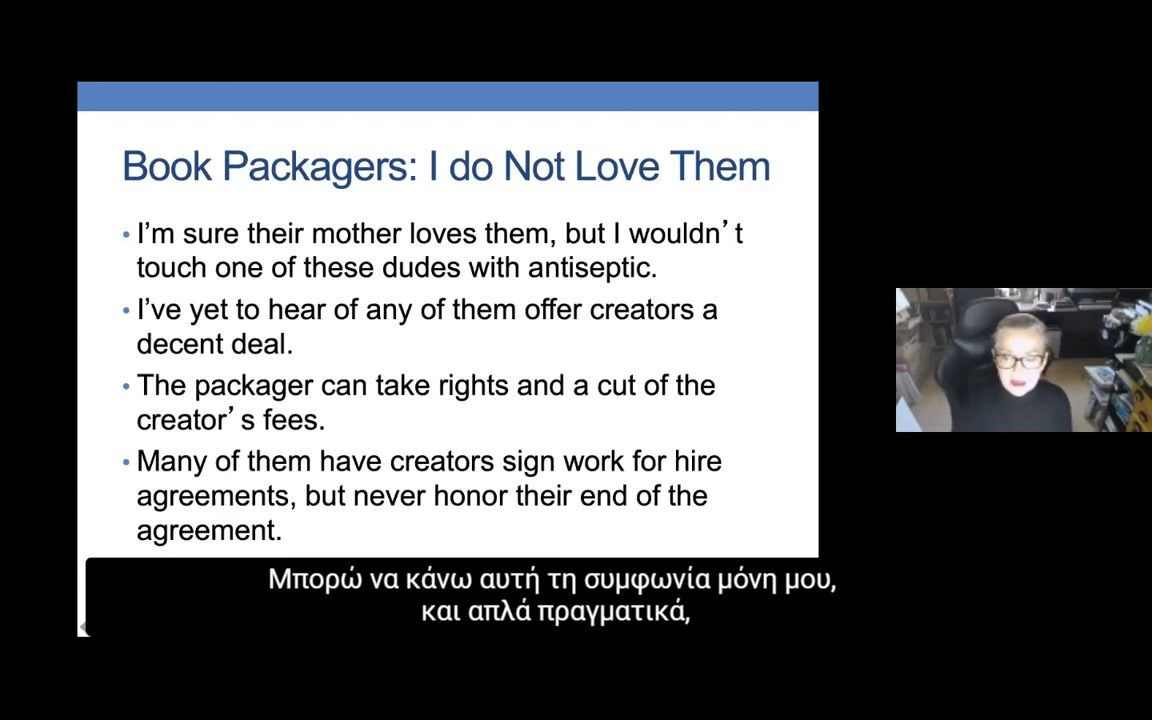 Book Packagers: I do Not Love Them
• I’m sure their mother loves them, but I wouldn’t
touch one of these dudes with antiseptic.
• I’ve yet to hear of any of them offer creators a
decent deal.
• The packager can take rights and a cut of the
creator’s fees.
• Many of them have creators sign work for hire
agreements, but never honor their end of the
agreement.
Μπορώ να κάνω αυτή τη συμφωνία μόνη μου,
και απλά πραγματικά,